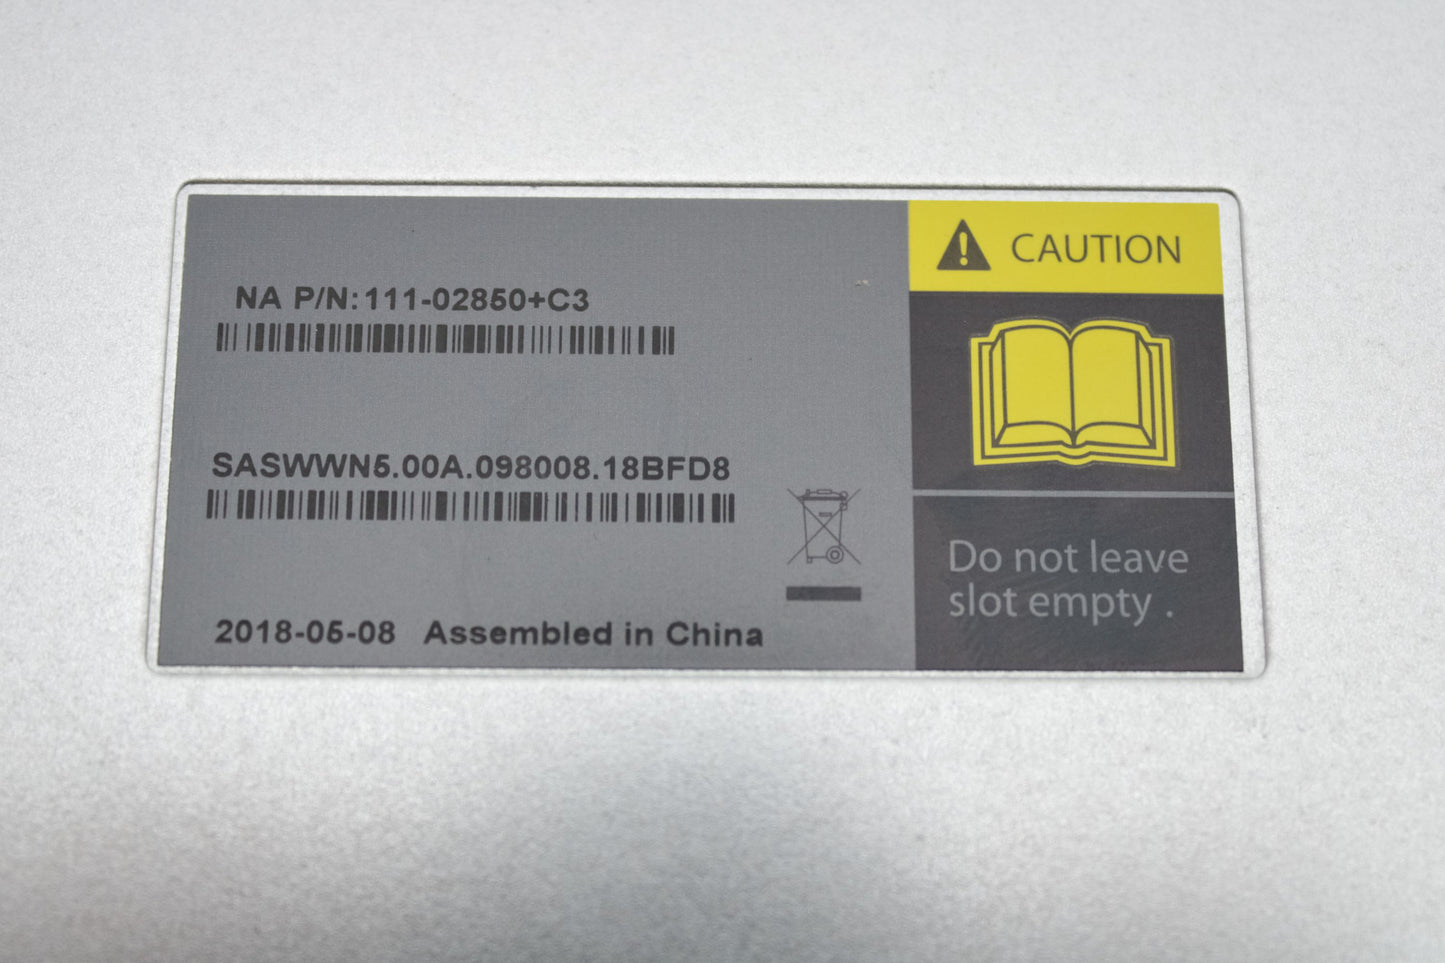 NA P/N:111-02850+C3
SASWWN5.00A.098008.18BFD8
2018-05-08 Assembled in China
CAUTION
Do not leave
slot empty .